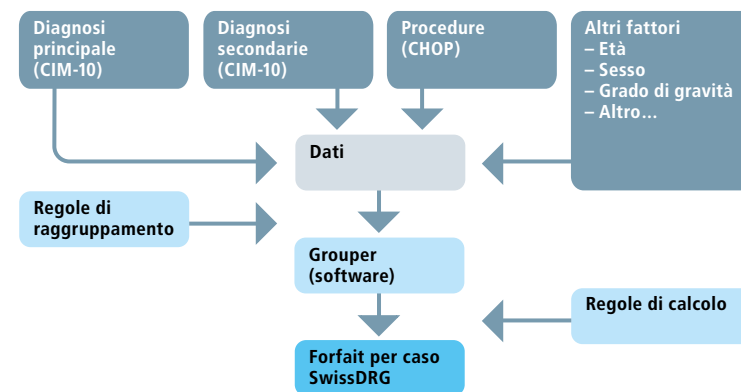 Diagnosi
principale
(CIM-10)
Diagnosi
secondarie
(CIM-10)
Procedure
(CHOP)
Altri fattori
– Età
– Sesso
– Grado di gravità
– Altro...
Dati
Regole di
raggruppamento
Grouper
(software)
Regole di calcolo
Forfait per caso
SwissDRG